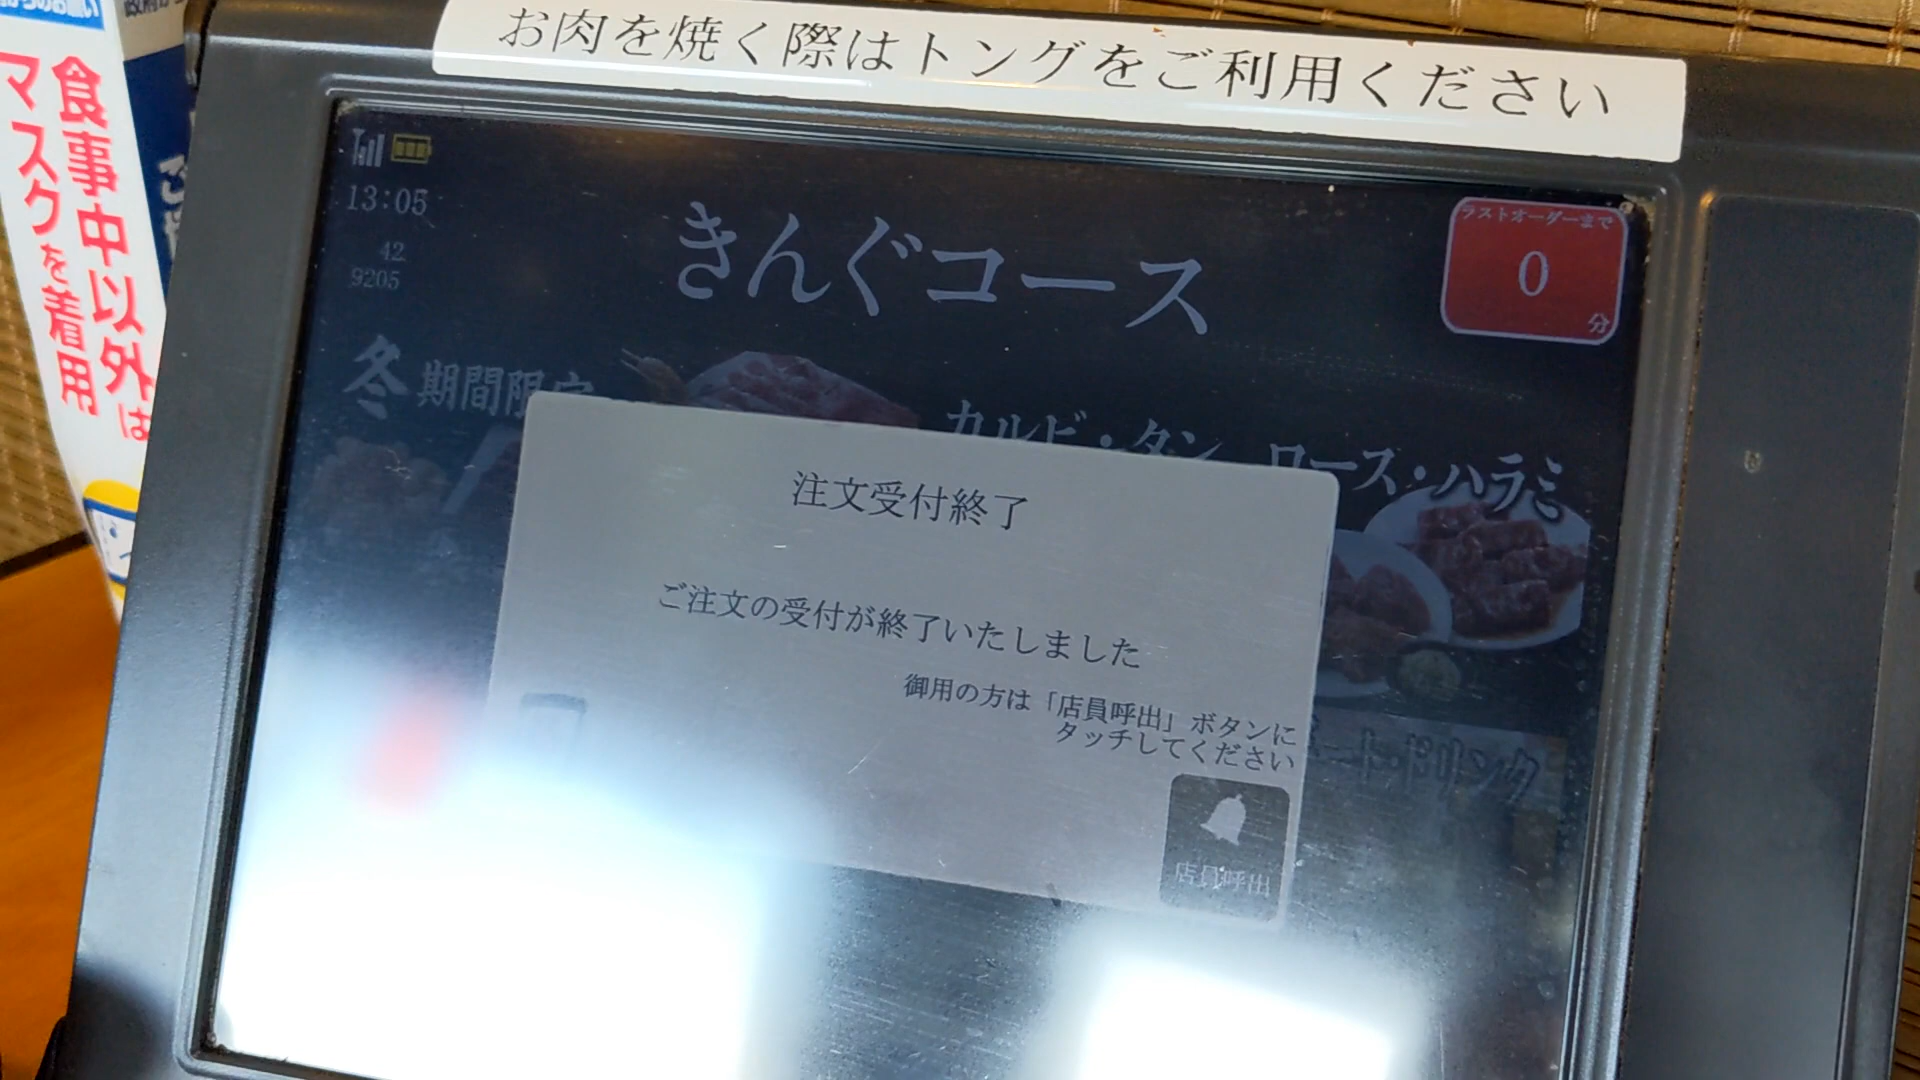 お肉を焼く際はトングをご利用ください
食事中以外は
マスクを着用
13:05
42
9205
きんぐコース
ラストオーダーまで
0
分
冬期間限定
カルビ・タン
ロース・ハラミ
注文受付終了
ご注文の受付が終了いたしました
御用の方は「店員呼出」ボタンに
タッチしてください
ート・ドリンク
店員呼出